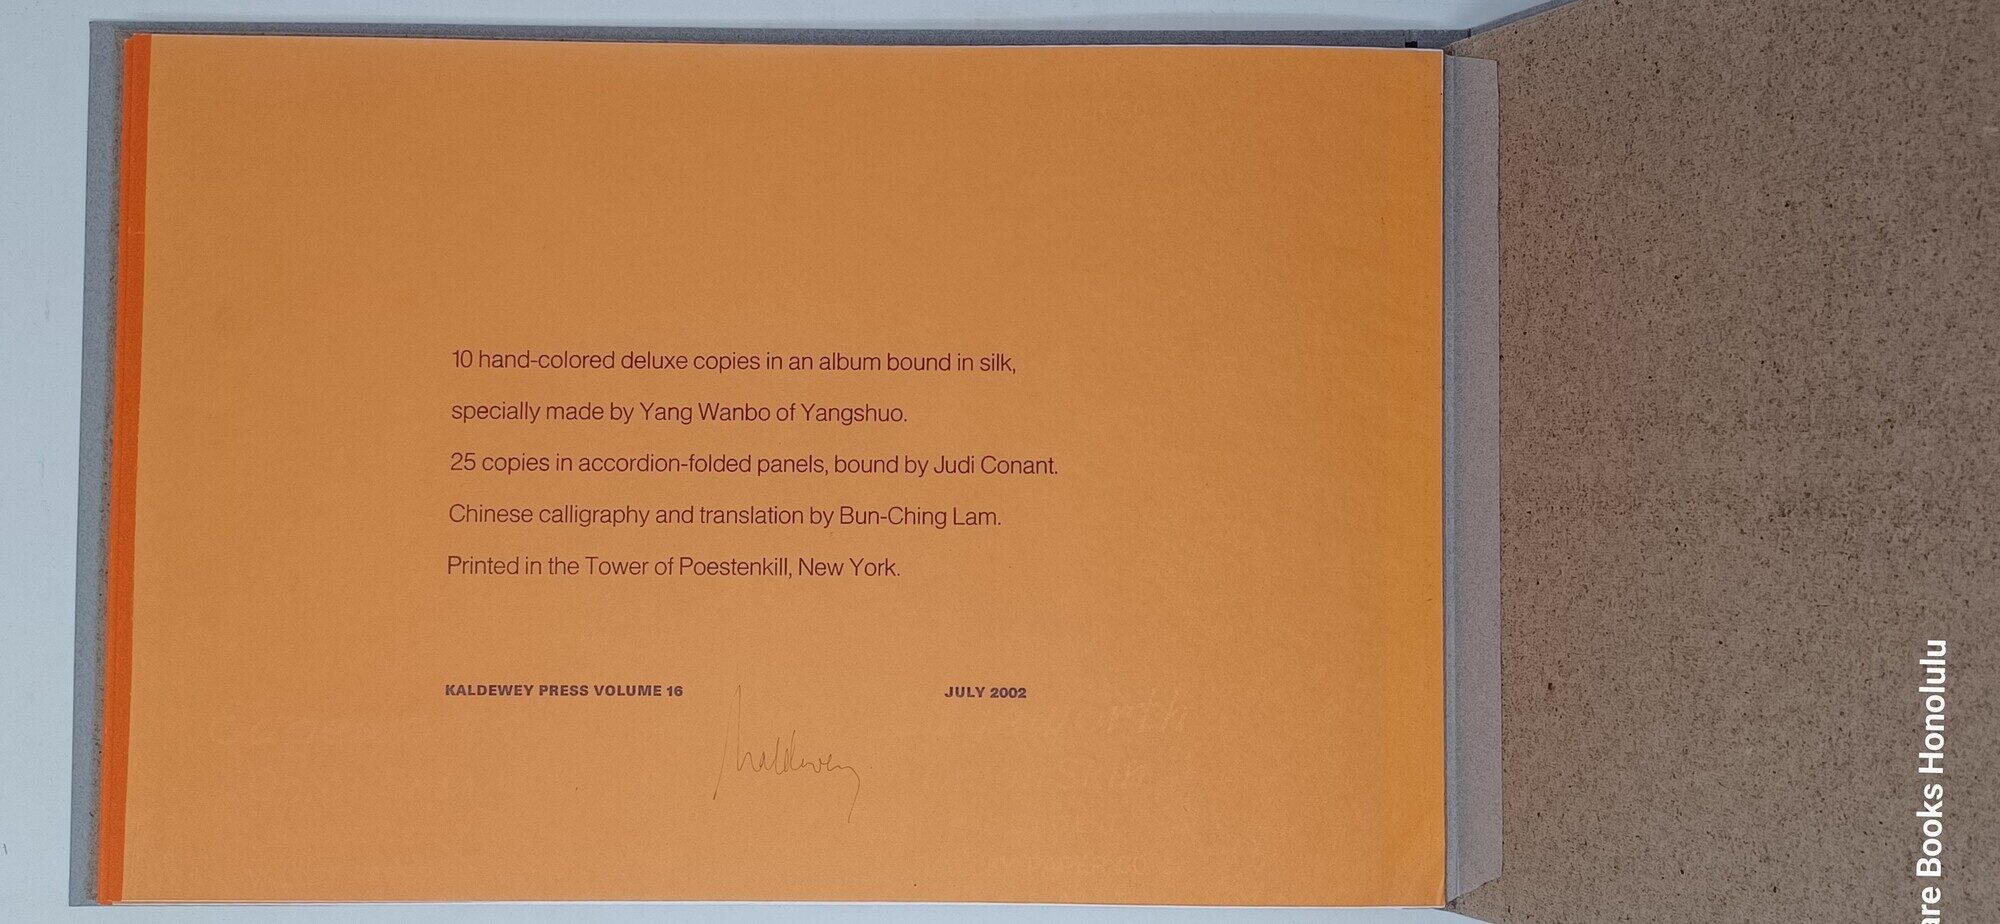 10 hand-colored deluxe copies in an album bound in silk,
specially made by Yang Wanbo of Yangshuo.
25 copies in accordion-folded panels, bound by Judi Conant.
Chinese calligraphy and translation by Bun-Ching Lam.
Printed in the Tower of Poestenkill, New York.
KALDEWEY PRESS VOLUME 16
JULY 2002
Kaldewey
Books Honolulu